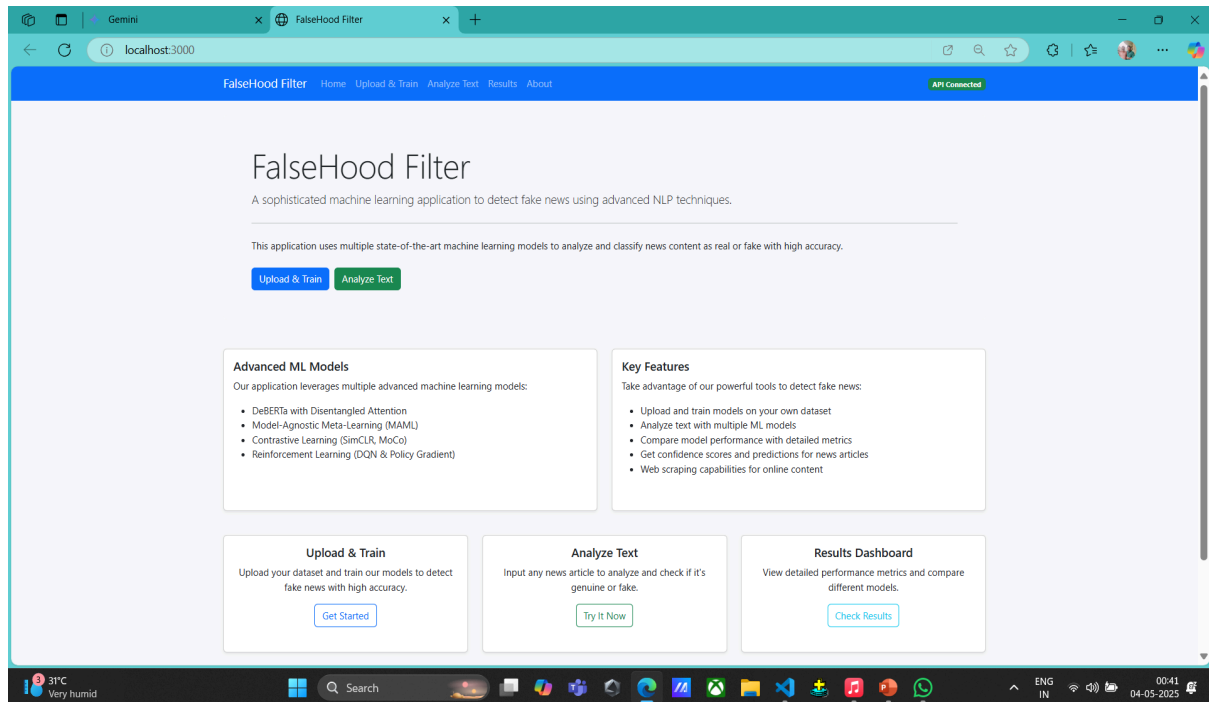 Gemini
FalseHood Filter
localhost:3000
FalseHood Filter Home Upload & Train Analyze Text Results About API Connected
FalseHood Filter
A sophisticated machine learning application to detect fake news using advanced NLP techniques.
This application uses multiple state-of-the-art machine learning models to analyze and classify news content as real or fake with high accuracy.
Upload & Train Analyze Text
Advanced ML Models
Our application leverages multiple advanced machine learning models:
• DeBERTa with Disentangled Attention
• Model-Agnostic Meta-Learning (MAML)
• Contrastive Learning (SimCLR, MoCo)
• Reinforcement Learning (DQN & Policy Gradient)
Key Features
Take advantage of our powerful tools to detect fake news:
• Upload and train models on your own dataset
• Analyze text with multiple ML models
• Compare model performance with detailed metrics
• Get confidence scores and predictions for news articles
• Web scraping capabilities for online content
Upload & Train
Upload your dataset and train our models to detect
fake news with high accuracy.
Get Started
Analyze Text
Input any news article to analyze and check if it's
genuine or fake.
Try It Now
Results Dashboard
View detailed performance metrics and compare
different models.
Check Results
3
31°C
Very humid
Search
ENG
IN
00:41
04-05-2025